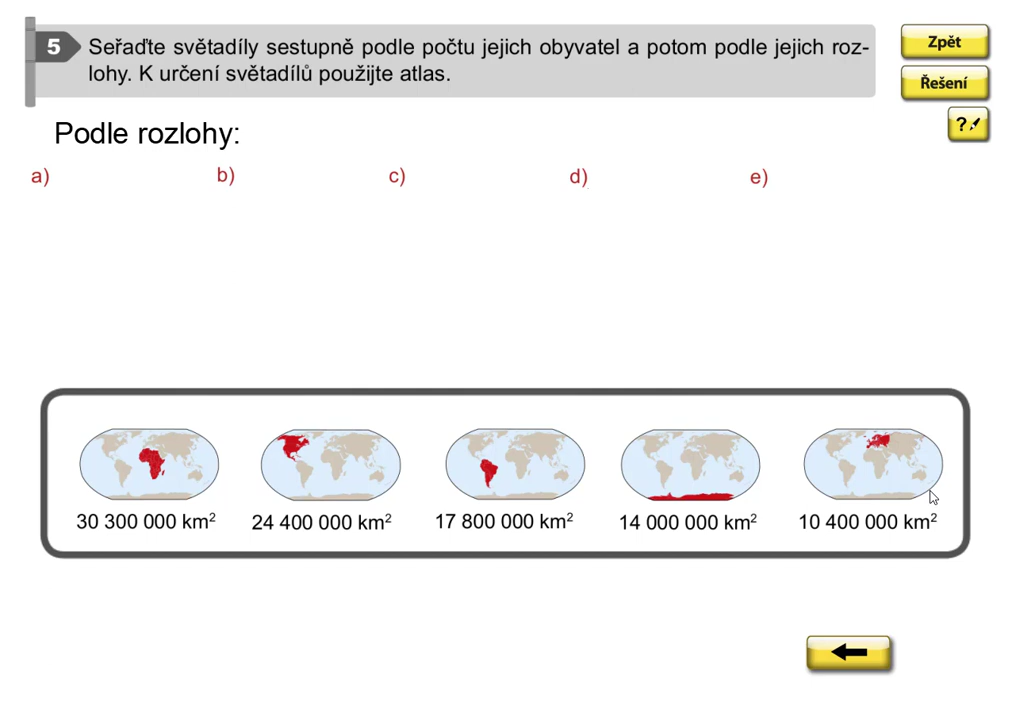 5 Seřaďte světadíly sestupně podle počtu jejich obyvatel a potom podle jejich roz-
lohy. K určení světadílů použijte atlas.
Zpět
Řešení
?
Podle rozlohy:
a) b) c) d) e)
30 300 000 km² 24 400 000 km² 17 800 000 km² 14 000 000 km² 10 400 000 km²